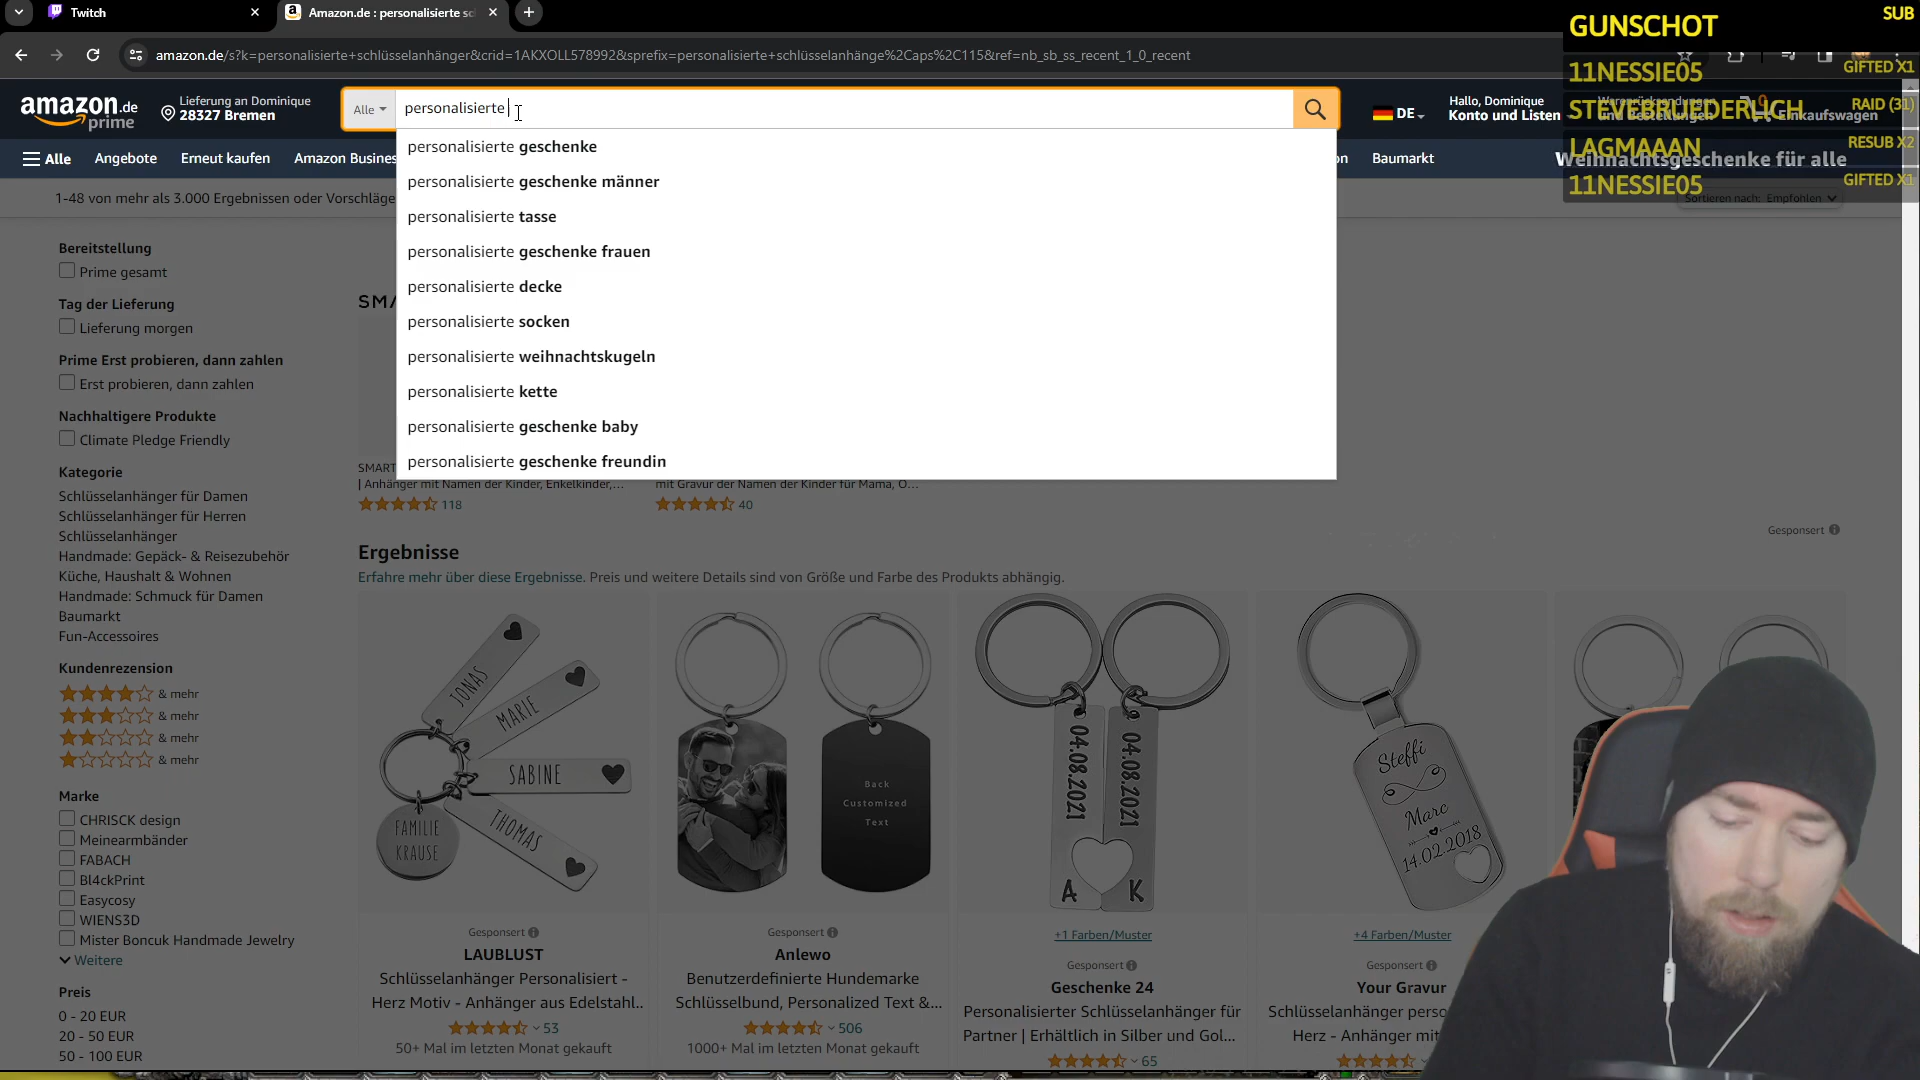 Twitch
Amazon.de : personalisierte sc
GUNSCHOT
SUB
amazon.de/s?k=personalisierte+schlüsselanhänger&crid=1AKXOLL578992&sprefix=personalisierte+schlüsselanhänge%2Caps%2C115&ref=nb_sb_ss_recent_1_0_recent
11NESSIE05
GIFTED X1
amazon.de
prime
Lieferung an Dominique
28327 Bremen
Alle
personalisierte
DE
Hallo, Dominique
Konto und Listen
Warenrücksendungen
und Bestellungen
0
Einkaufswagen
STEVEBRUEDERLICH
RAID (31)
Alle
Angebote
Erneut kaufen
Amazon Busines
on
Baumarkt
Weihnachtsgeschenke für alle
LAGMAAAN
RESUB X2
11NESSIE05
GIFTED X1
1-48 von mehr als 3.000 Ergebnissen oder Vorschläge
Sortieren nach: Empfohlen
personalisierte geschenke
personalisierte geschenke männer
personalisierte tasse
personalisierte geschenke frauen
personalisierte decke
personalisierte socken
personalisierte weihnachtskugeln
personalisierte kette
personalisierte geschenke baby
personalisierte geschenke freundin
Bereitstellung
Prime gesamt
Tag der Lieferung
Lieferung morgen
Prime Erst probieren, dann zahlen
Erst probieren, dann zahlen
Nachhaltigere Produkte
Climate Pledge Friendly
Kategorie
Schlüsselanhänger für Damen
Schlüsselanhänger für Herren
Schlüsselanhänger
Handmade: Gepäck- & Reisezubehör
Küche, Haushalt & Wohnen
Handmade: Schmuck für Damen
Baumarkt
Fun-Accessoires
Kundenrezension
& mehr
& mehr
& mehr
& mehr
Marke
CHRISCK design
Meinearmbänder
FABACH
Bl4ckPrint
Easycosy
WIENS3D
Mister Boncuk Handmade Jewelry
Weitere
Preis
0 - 20 EUR
20 - 50 EUR
50 - 100 EUR
SMA
SMART
| Anhänger mit Namen der Kinder, Enkelkinder,...
118
mit Gravur der Namen der Kinder für Mama, O...
40
Gesponsert
Ergebnisse
Erfahre mehr über diese Ergebnisse. Preis und weitere Details sind von Größe und Farbe des Produkts abhängig.
JONAS
MARIE
SABINE
THOMAS
FAMILIE
KRAUSE
Back
Customized
Text
04.08.2021
04.08.2021
A
K
Steffi
Marc
14.02.2018
Gesponsert
LAUBLUST
Schlüsselanhänger Personalisiert -
Herz Motiv - Anhänger aus Edelstahl..
53
50+ Mal im letzten Monat gekauft
Gesponsert
Anlewo
Benutzerdefinierte Hundemarke
Schlüsselbund, Personalized Text &...
506
1000+ Mal im letzten Monat gekauft
+1 Farben/Muster
Gesponsert
Geschenke 24
Personalisierter Schlüsselanhänger für
Partner | Erhältlich in Silber und Gol...
65
+4 Farben/Muster
Gesponsert
Your Gravur
Schlüsselanhänger perso
Herz - Anhänger mit